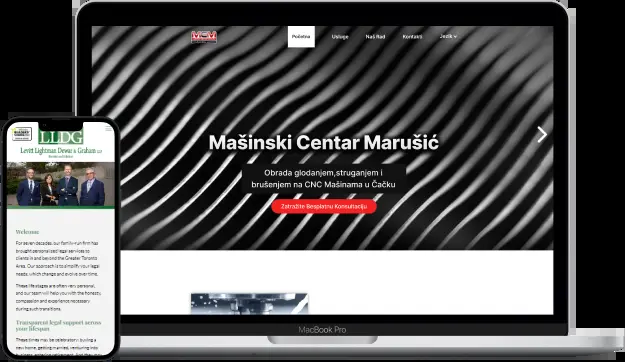 MCM
Početna
Usluge
Naš Rad
Kontakti
Jezik
Mašinski Centar Marušić
Obrada glodanjem,struganjem i
brušenjem na CNC Mašinama u Čačku
Zatražite Besplatnu Konsultaciju
MacBook Pro
LLDG
Levitt Lightman Dewar & Graham LLP
Welcome
For seven decades, our family-run firm has
brought personalized legal services to
clients in and beyond the Greater Toronto
Area. Our approach is to simplify your legal
needs, which change and evolve over time.
These life stages are often very personal,
and our team will help you with the honesty,
compassion and experience necessary
during such transitions.
Transparent legal support across
your lifespan
These times may be celebratory: buying a
new home, getting married, venturing into